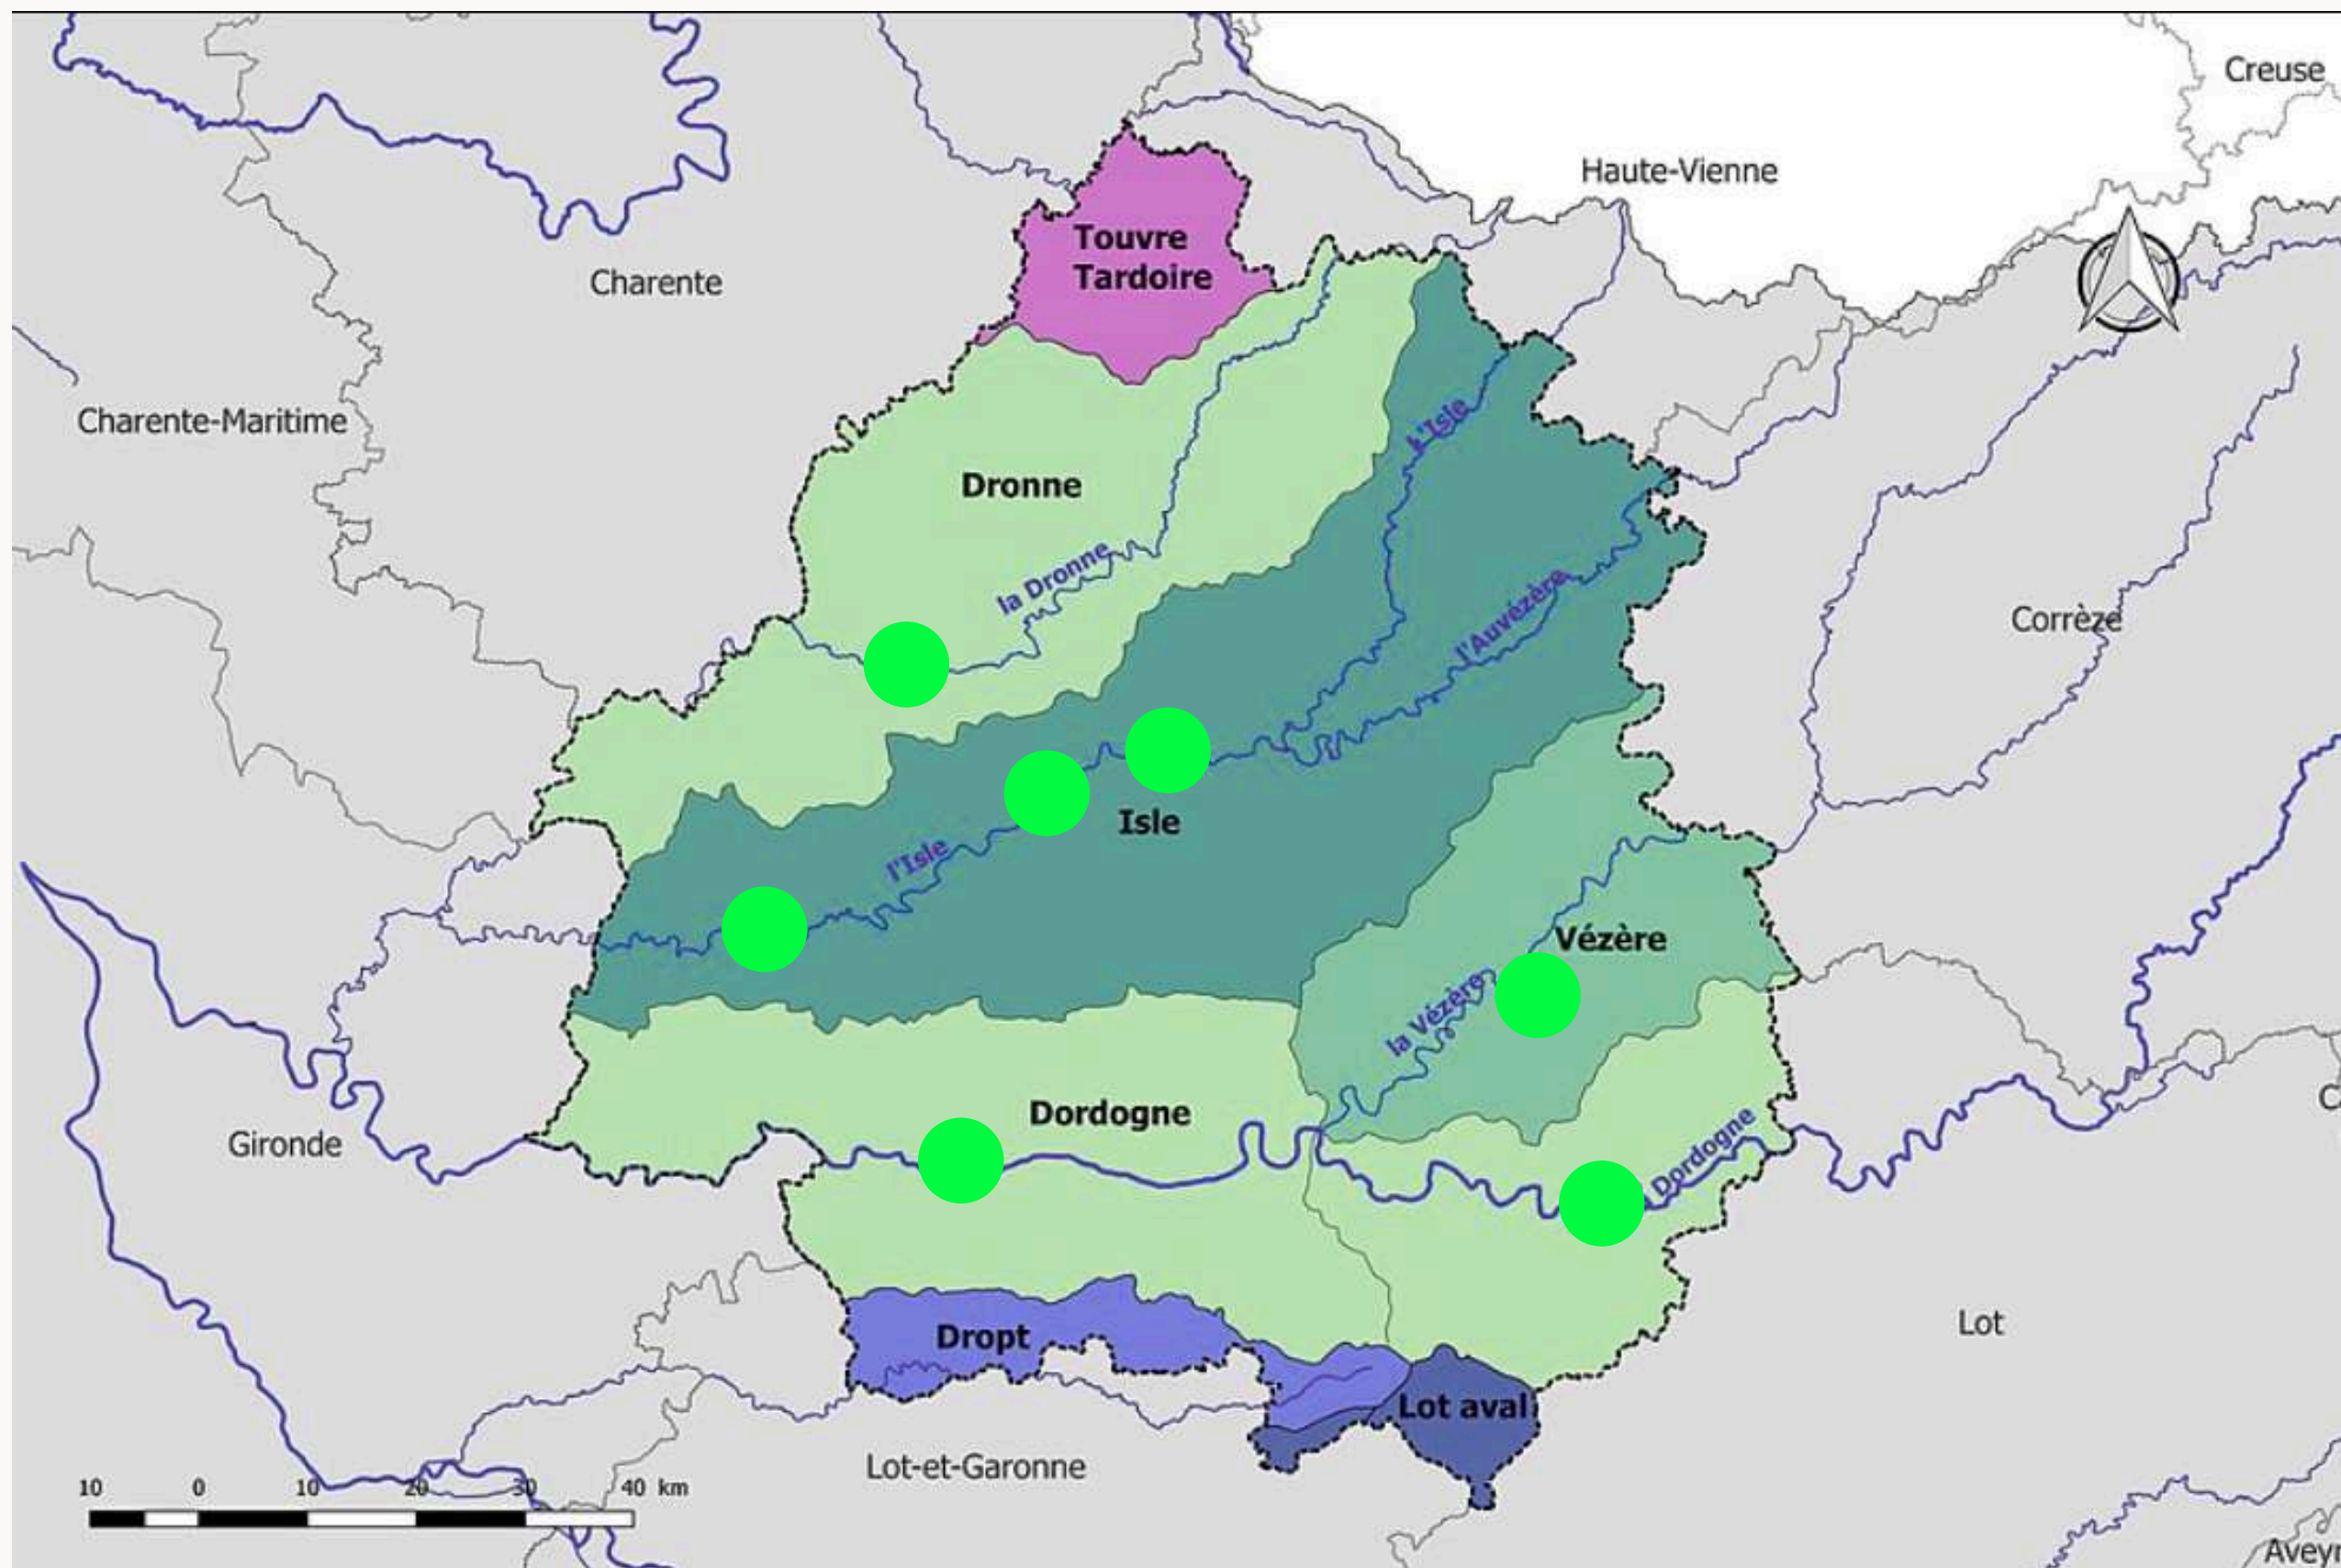 Creuse
Haute-Vienne
Touvre
Tardoire
Charente
Charente-Maritime
L'Isle
Dronne
la Dronne
l'Auvézère
Corrèze
Isle
l'Isle
Vézère
la Vézère
Dordogne
Dordogne
Gironde
Lot
Dropt
Lot aval
Lot-et-Garonne
10 0 10 20 30 40 km